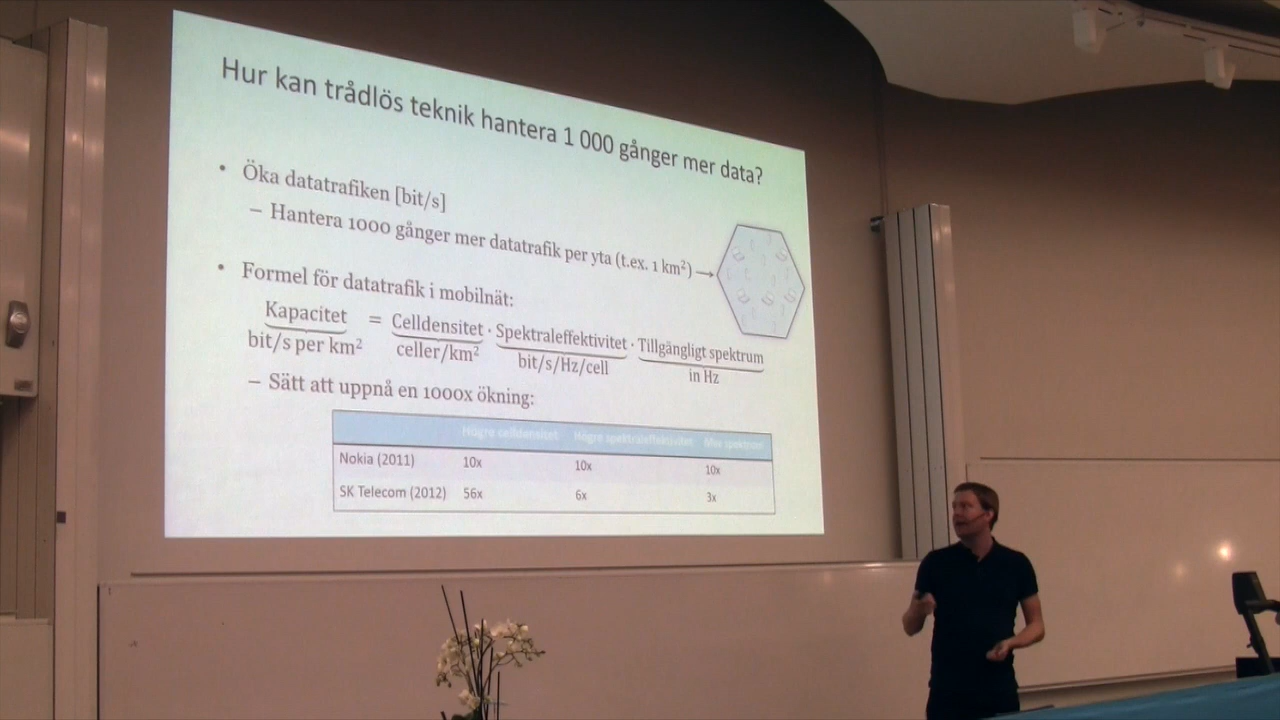 Hur kan trådlös teknik hantera 1 000 gånger mer data?
• Öka datatrafiken [bit/s]
– Hantera 1000 gånger mer datatrafik per yta (t.ex. 1 km²) →
• Formel för datatrafik i mobilnät:
Kapacitet = Celldensitet · Spektraleffektivitet · Tillgängligt spektrum
bit/s per km² celler/km² bit/s/Hz/cell in Hz
– Sätt att uppnå en 1000x ökning:
Högre celldensitet Högre spektraleffektivitet Mer spektrum
Nokia (2011) 10x 10x 10x
SK Telecom (2012) 56x 6x 3x